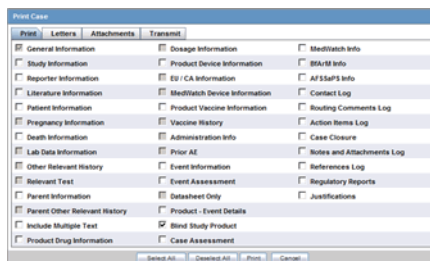 Print Case
Print Letters Attachments Transmit
General Information
Study Information
Reporter Information
Literature Information
Patient Information
Pregnancy Information
Death Information
Lab Data Information
Other Relevant History
Relevant Test
Parent Information
Parent Other Relevant History
Include Multiple Text
Product Drug Information
Dosage Information
Product Device Information
EU / CA Information
MedWatch Device Information
Product Vaccine Information
Vaccine History
Administration Info
Prior AE
Event Information
Event Assessment
Datasheet Only
Product - Event Details
Blind Study Product
Case Assessment
MedWatch Info
BfArM Info
AFSSaPS Info
Contact Log
Routing Comments Log
Action Items Log
Case Closure
Notes and Attachments Log
References Log
Regulatory Reports
Justifications
Select All Deselect All Print Cancel